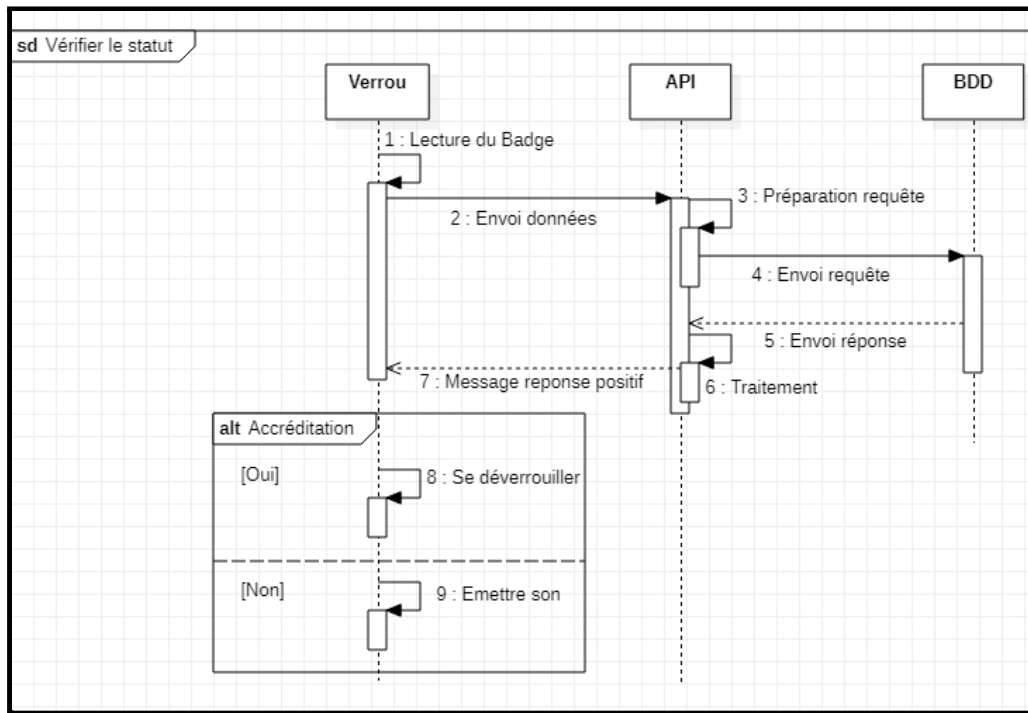 sd Vérifier le statut
Verrou
API
BDD
1 : Lecture du Badge
2 : Envoi données
3 : Préparation requête
4 : Envoi requête
5 : Envoi réponse
6 : Traitement
7 : Message reponse positif
alt Accréditation
[Oui]
8 : Se déverrouiller
[Non]
9 : Emettre son